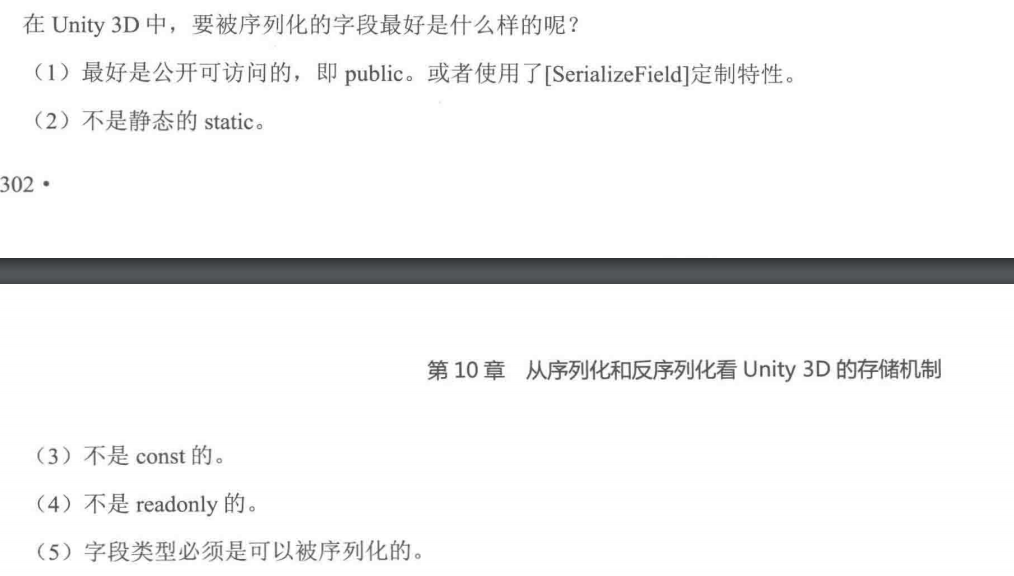 在 Unity 3D 中，要被序列化的字段最好是什么样的呢？
（1）最好是公开可访问的，即 public。或者使用了[SerializeField]定制特性。
（2）不是静态的 static。
302 •
第 10 章　从序列化和反序列化看 Unity 3D 的存储机制
（3）不是 const 的。
（4）不是 readonly 的。
（5）字段类型必须是可以被序列化的。